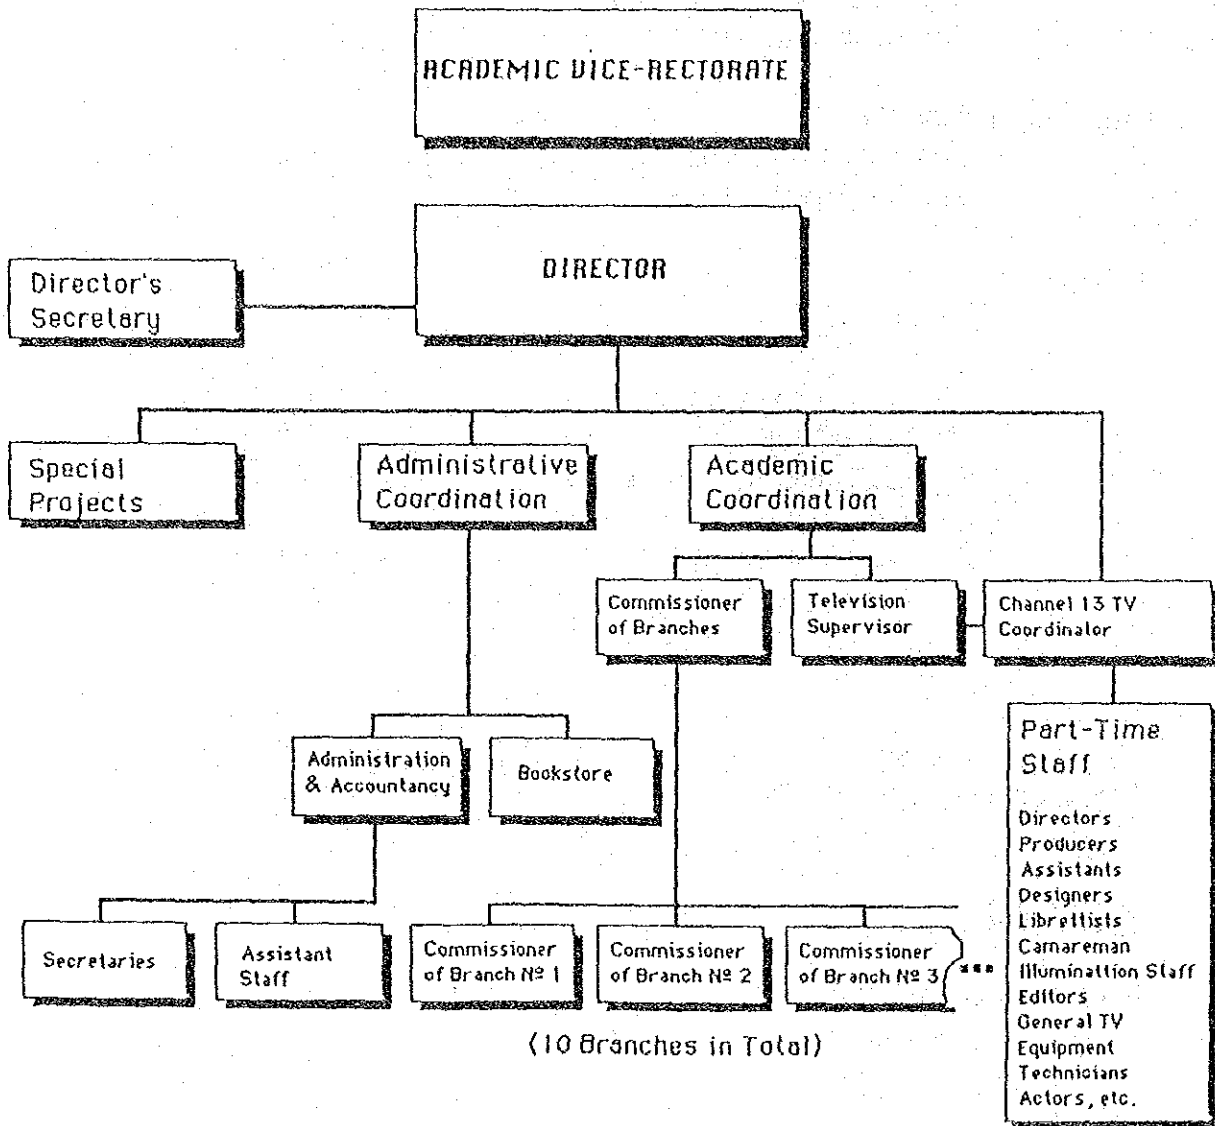 ACADEMIC VICE-RECTORATE
DIRECTOR
Director's
Secretary
Special
Projects
Administrative
Coordination
Academic
Coordination
Commissioner
of Branches
Television
Supervisor
Channel 13 TV
Coordinator
Administration
& Accountancy
Bookstore
Part-Time
Staff
Directors
Producers
Assistants
Designers
Librettists
Camareman
Illuminattion Staff
Editors
General TV
Equipment
Technicians
Actors, etc.
Secretaries
Assistant
Staff
Commissioner
of Branch Nº 1
Commissioner
of Branch Nº 2
Commissioner
of Branch Nº 3
(10 Branches in Total)